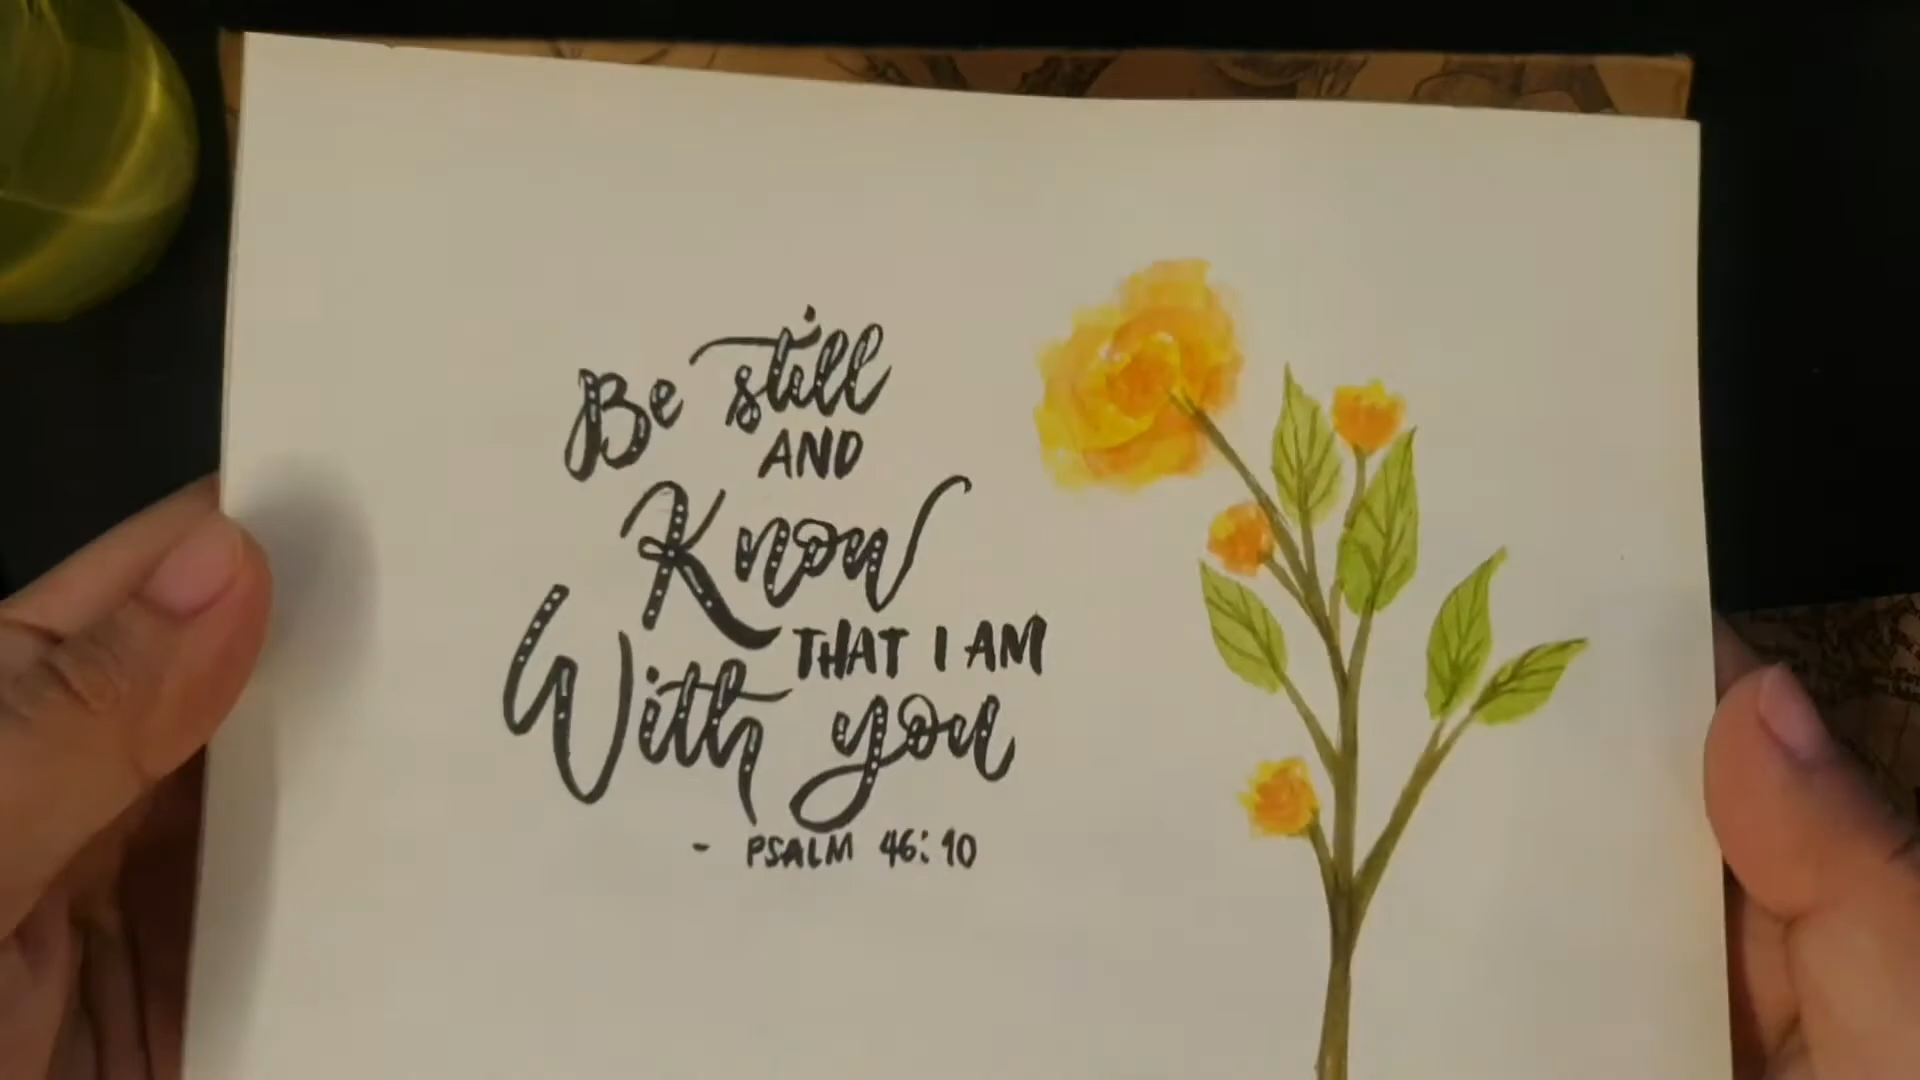 Be still
AND
Know
THAT I AM
With you
- PSALM 46:10